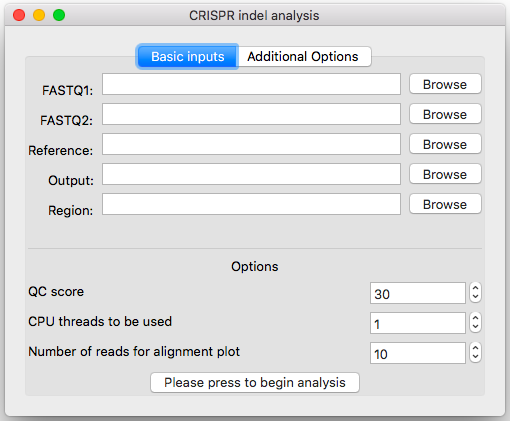 CRISPR indel analysis
Basic inputs Additional Options
FASTQ1: Browse
FASTQ2: Browse
Reference: Browse
Output: Browse
Region: Browse
Options
QC score 30
CPU threads to be used 1
Number of reads for alignment plot 10
Please press to begin analysis